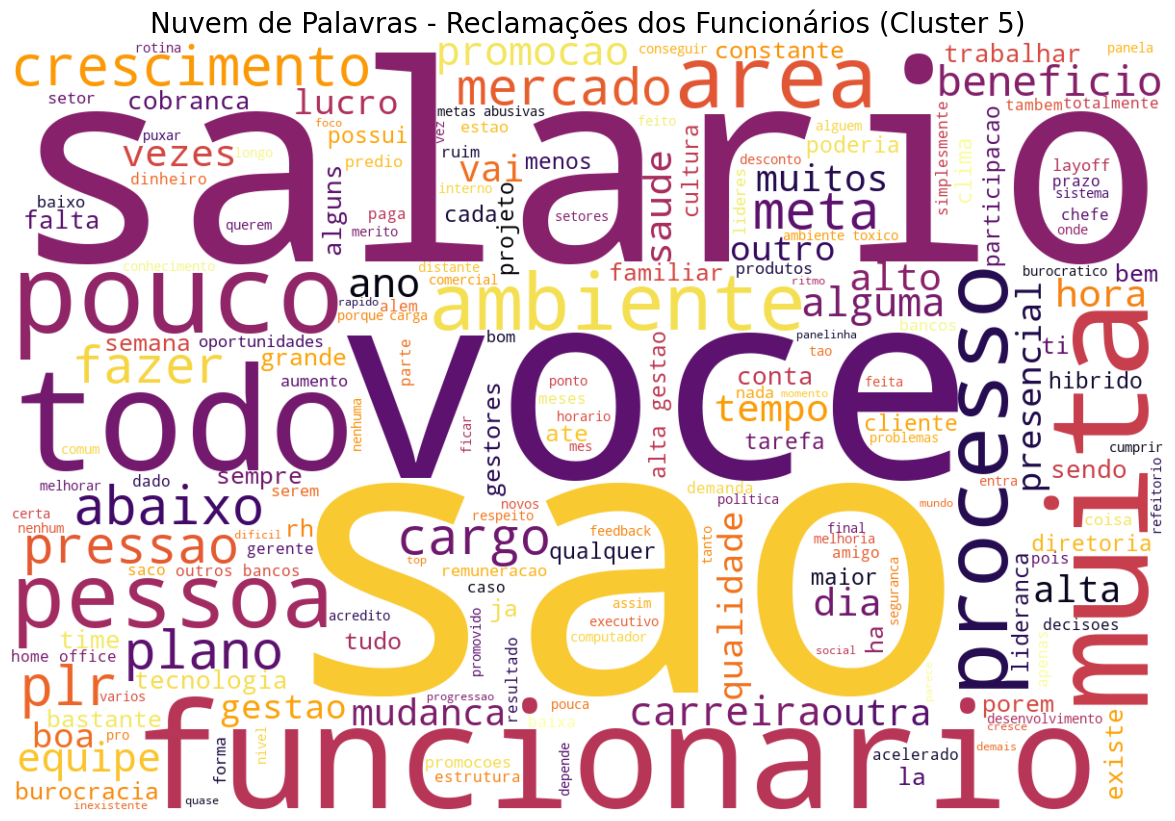 Nuvem de Palavras - Reclamações dos Funcionários (Cluster 5)
rotina
promocao
conseguir
constante
trabalhar
panela
crescimento
mercado
area
beneficio
setor
cobranca
lucro
metas abusivas
tambem
totalmente
salario
puxar
foco
possui
estao
vez
feito
alguem
poderia
vezes
longo
predio
ruim
vai
menos
cultura
desconto
muitos
simplesmente
clima
layoff
dinheiro
alguns
interno
saude
lideres
participacao
prazo
sistema
baixo
falta
paga
cada
projeto
setores
meta
chefe
querem
merito
outro
ambiente toxico
onde
conhecimento
distante
familiar
produtos
alto
burocratico
bem
pouco
ano
comercial
ritmo
hora
rapido
alem
ambiente
alguma
porque
carga
processo
presencial
muita
semana
oportunidades
bom
panelinha
bancos
ti
fazer
grande
parte
voce
tao
hibrido
aumento
ponto
conta
feita
todo
meses
nada
momento
horario
tempo
cliente
nenhuma
ficar
ate
alta gestao
tarefa
problemas
comum
mes
cumprir
sempre
gestores
sendo
entra
melhorar
dado
serem
demanda
refeitorio
abaixo
politica
mundo
certa
novos
nenhum
rh
cargo
respeito
sao
feedback
tanto
final
coisa
dificil
melhoria
diretoria
pressao
gerente
top
qualquer
amigo
pois
saco
outros bancos
remuneracao
qualidade
maior
seguranca
lideranca
alta
pessoa
caso
assim
dia
acredito
ja
executivo
decisoes
time
tudo
promovido
computador
ha
apenas
home office
plano
resultado
social
parece
plr
tecnologia
varios
progressao
pouca
porem
bastante
gestao
mudanca
baixa
carreira
outra
desenvolvimento
boa
pro
cresce
nivel
forma
funcionario
depende
acelerado
demais
existe
equipe
promocoes
estrutura
la
burocracia
quase
inexistente